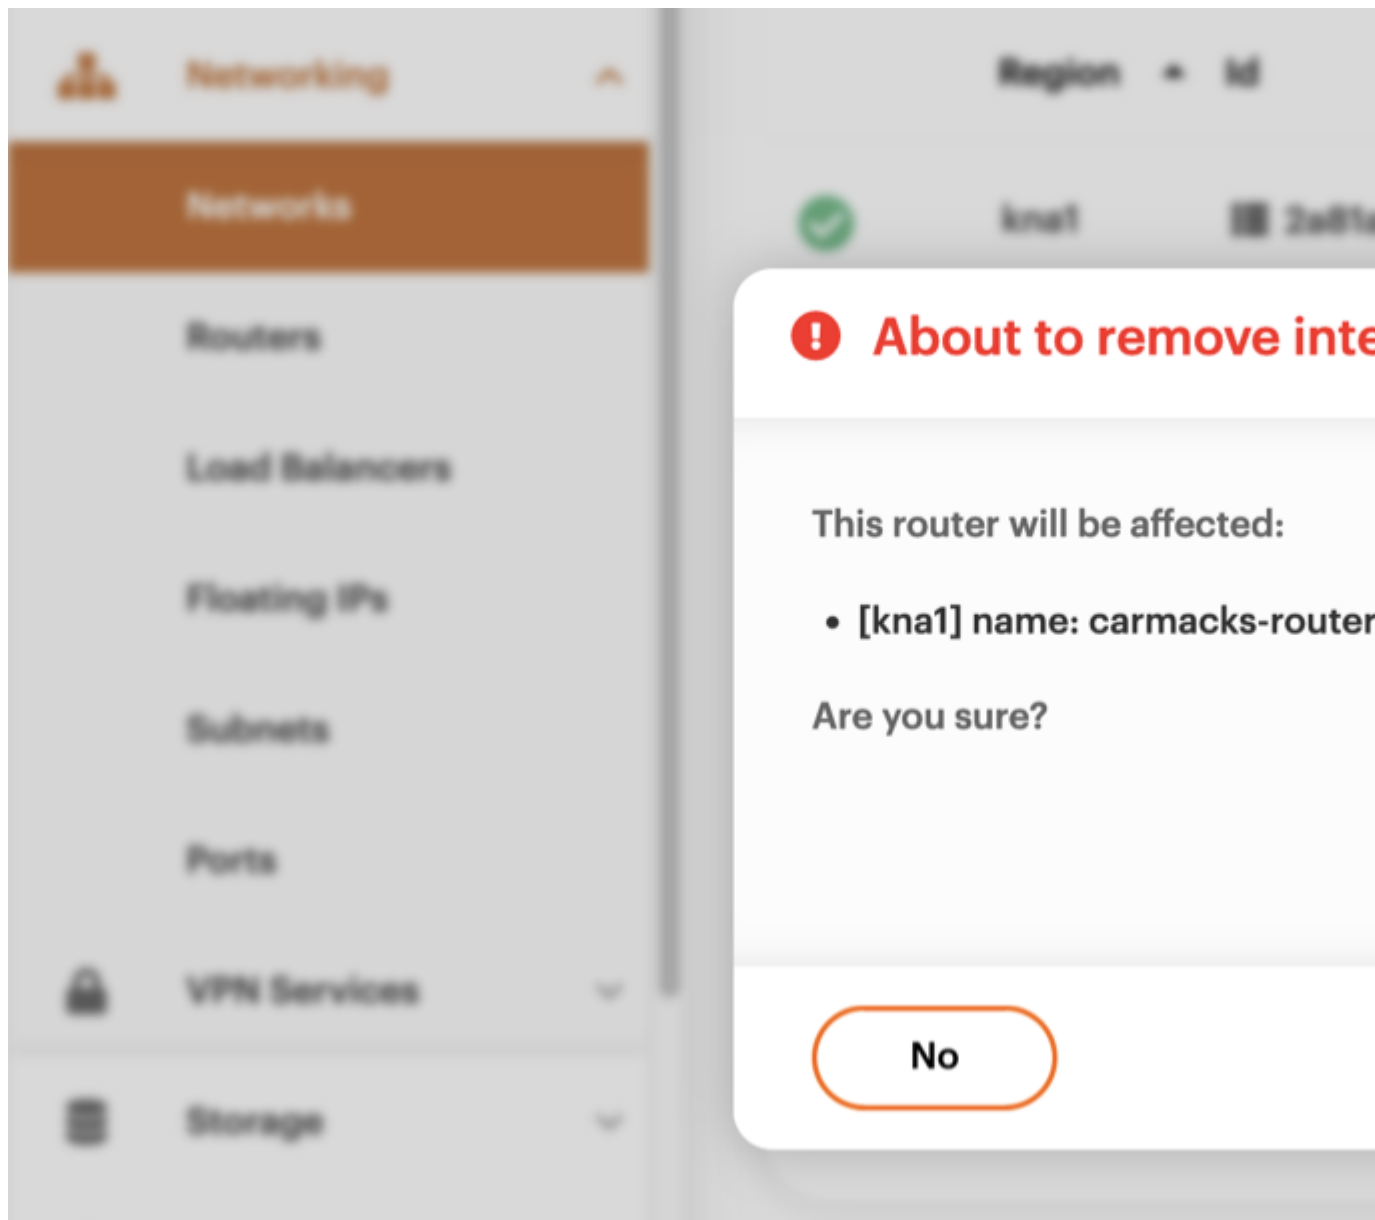 Networking
Region Id
Networks
kna1 2a81a
About to remove inte
Routers
Load Balancers
This router will be affected:
Floating IPs
• [kna1] name: carmacks-router
Subnets
Are you sure?
Ports
VPN Services
No
Storage